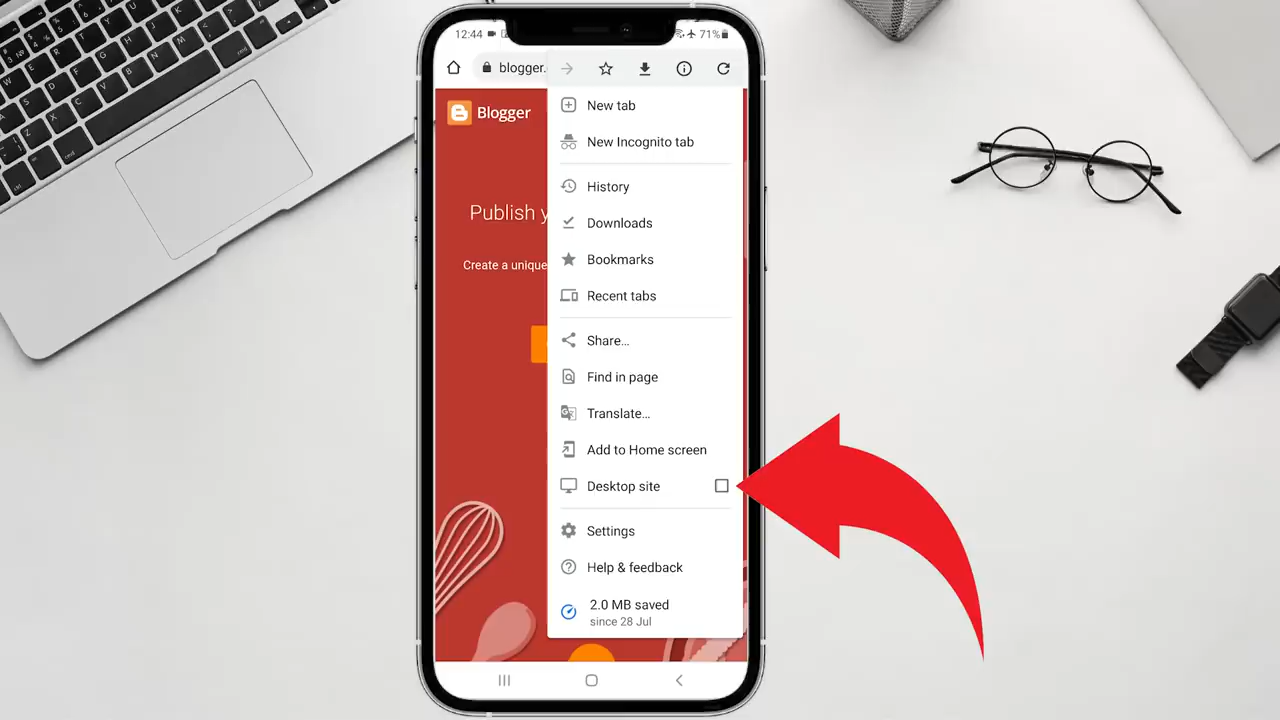 12:44
71%
blogger.
Blogger
New tab
New Incognito tab
History
Downloads
Publish y
Bookmarks
Create a unique
Recent tabs
Share...
Find in page
Translate...
Add to Home screen
Desktop site
Settings
Help & feedback
2.0 MB saved
since 28 Jul